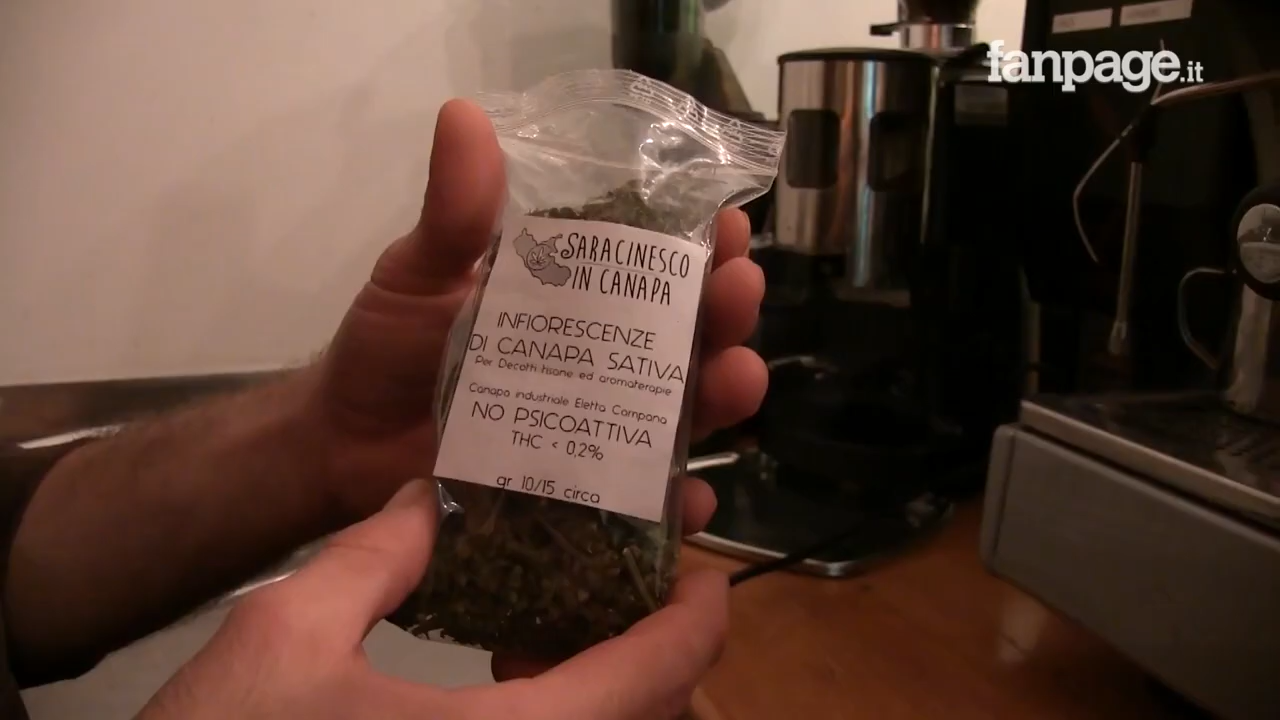 fanpage.it
SARACINESCO
IN CANAPA
INFIORESCENZE
DI CANAPA SATIVA
Per Decotti tisane ed aromaterapie
Canapa industriale Eletta Campana
NO PSICOATTIVA
THC < 0,2%
gr 10/15 circa